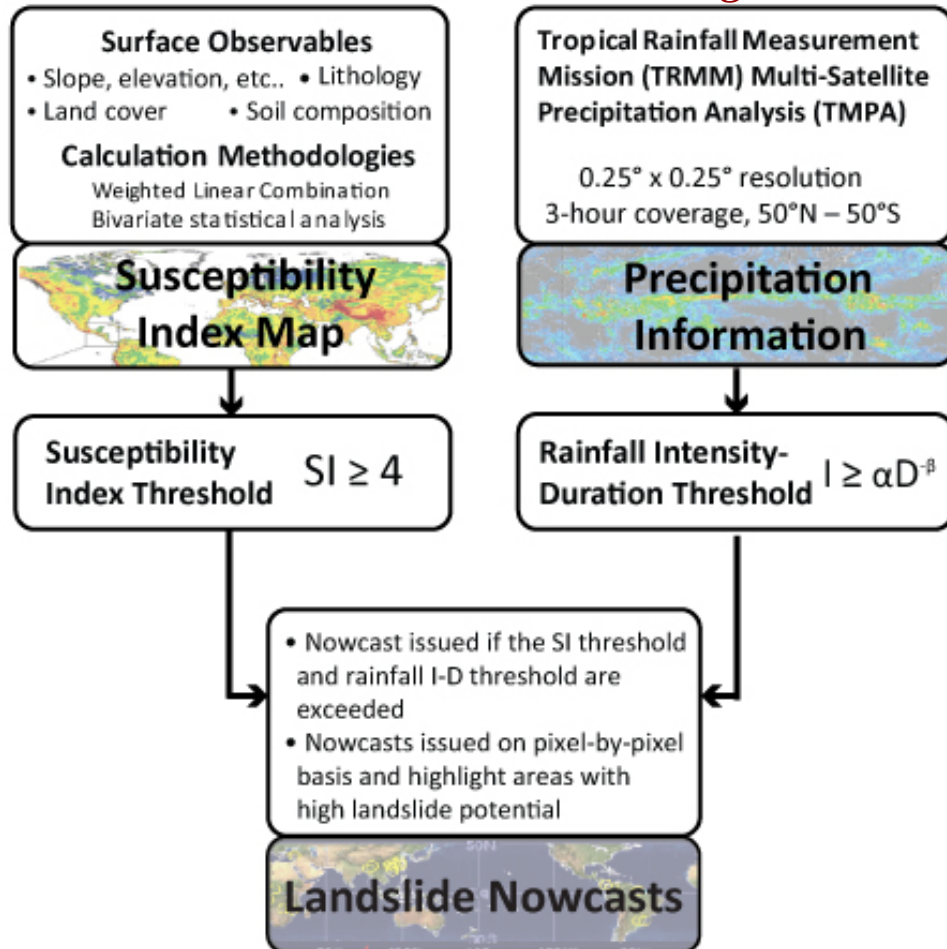 Surface Observables
• Slope, elevation, etc.. • Lithology
• Land cover • Soil composition
Calculation Methodologies
Weighted Linear Combination
Bivariate statistical analysis
Susceptibility
Index Map
Susceptibility
Index Threshold SI ≥ 4
Tropical Rainfall Measurement
Mission (TRMM) Multi-Satellite
Precipitation Analysis (TMPA)
0.25° x 0.25° resolution
3-hour coverage, 50°N – 50°S
Precipitation
Information
Rainfall Intensity-
Duration Threshold I ≥ αD^-β
• Nowcast issued if the SI threshold
and rainfall I-D threshold are
exceeded
• Nowcasts issued on pixel-by-pixel
basis and highlight areas with
high landslide potential
50N
Landslide Nowcasts